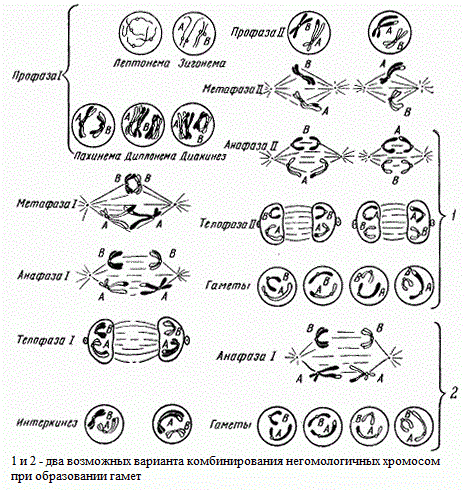 Профаза I
Лептонема Зигонема
A B
Пахинема Диплонема Диакинез
A B A B A B
Метафаза I
B
A A
Анафаза I
B B
A A
Телофаза I
B B
A A
Интеркинез
B A
A B
Профаза II
B A
A B
Метафаза II
B A
A B
Анафаза II
B A
A B
Телофаза II
B B A A
A A B B
Гаметы
B B B B
A A A A
1
Анафаза I
B B
A A
Гаметы
B B B B
A A A A
2
1 и 2 - два возможных варианта комбинирования негомологичных хромосом
при образовании гамет